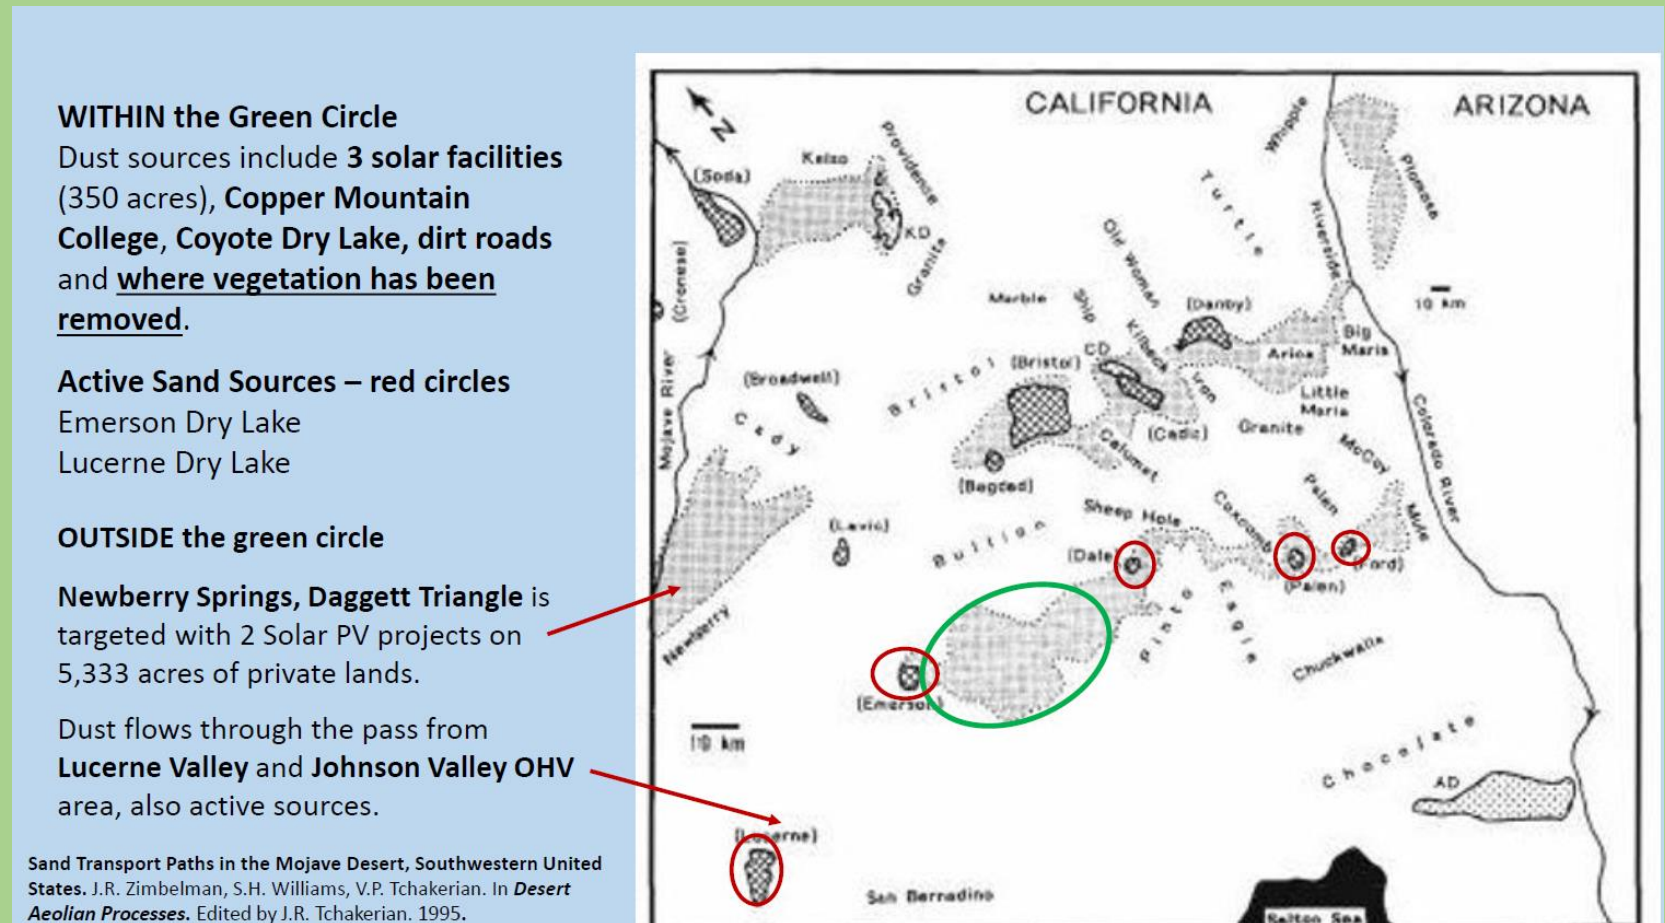 WITHIN the Green Circle
Dust sources include 3 solar facilities
(350 acres), Copper Mountain
College, Coyote Dry Lake, dirt roads
and where vegetation has been
removed.
Active Sand Sources – red circles
Emerson Dry Lake
Lucerne Dry Lake
OUTSIDE the green circle
Newberry Springs, Daggett Triangle is
targeted with 2 Solar PV projects on
5,333 acres of private lands.
Dust flows through the pass from
Lucerne Valley and Johnson Valley OHV
area, also active sources.
Sand Transport Paths in the Mojave Desert, Southwestern United
States. J.R. Zimbelman, S.H. Williams, V.P. Tchakerian. In Desert
Aeolian Processes. Edited by J.R. Tchakerian. 1995.
N
CALIFORNIA
ARIZONA
Whipple
Plomosa
Providence
Kelso
(Soda)
KD
Granite
(Cronese)
Turtle
Riverside
Old Woman
Marble
Ship
(Danby)
10 km
Kilbeck
CD
Big
Maria
Arica
(Bristol)
Bristol
Iron
Little
Maria
(Broadwell)
Cady
Mojave River
(Cadiz)
Granite
Calumet
McCoy
Colorado River
(Bagdad)
Palen
Sheep Hole
Coxcomb
Mule
(Lavic)
Bullion
(Dale)
(Palen)
(Ford)
Newberry
Pinto
Eagle
Chuckwalla
(Emerson)
10 km
Chocolate
AD
(Lucerne)
San Bernadino
Salton Sea